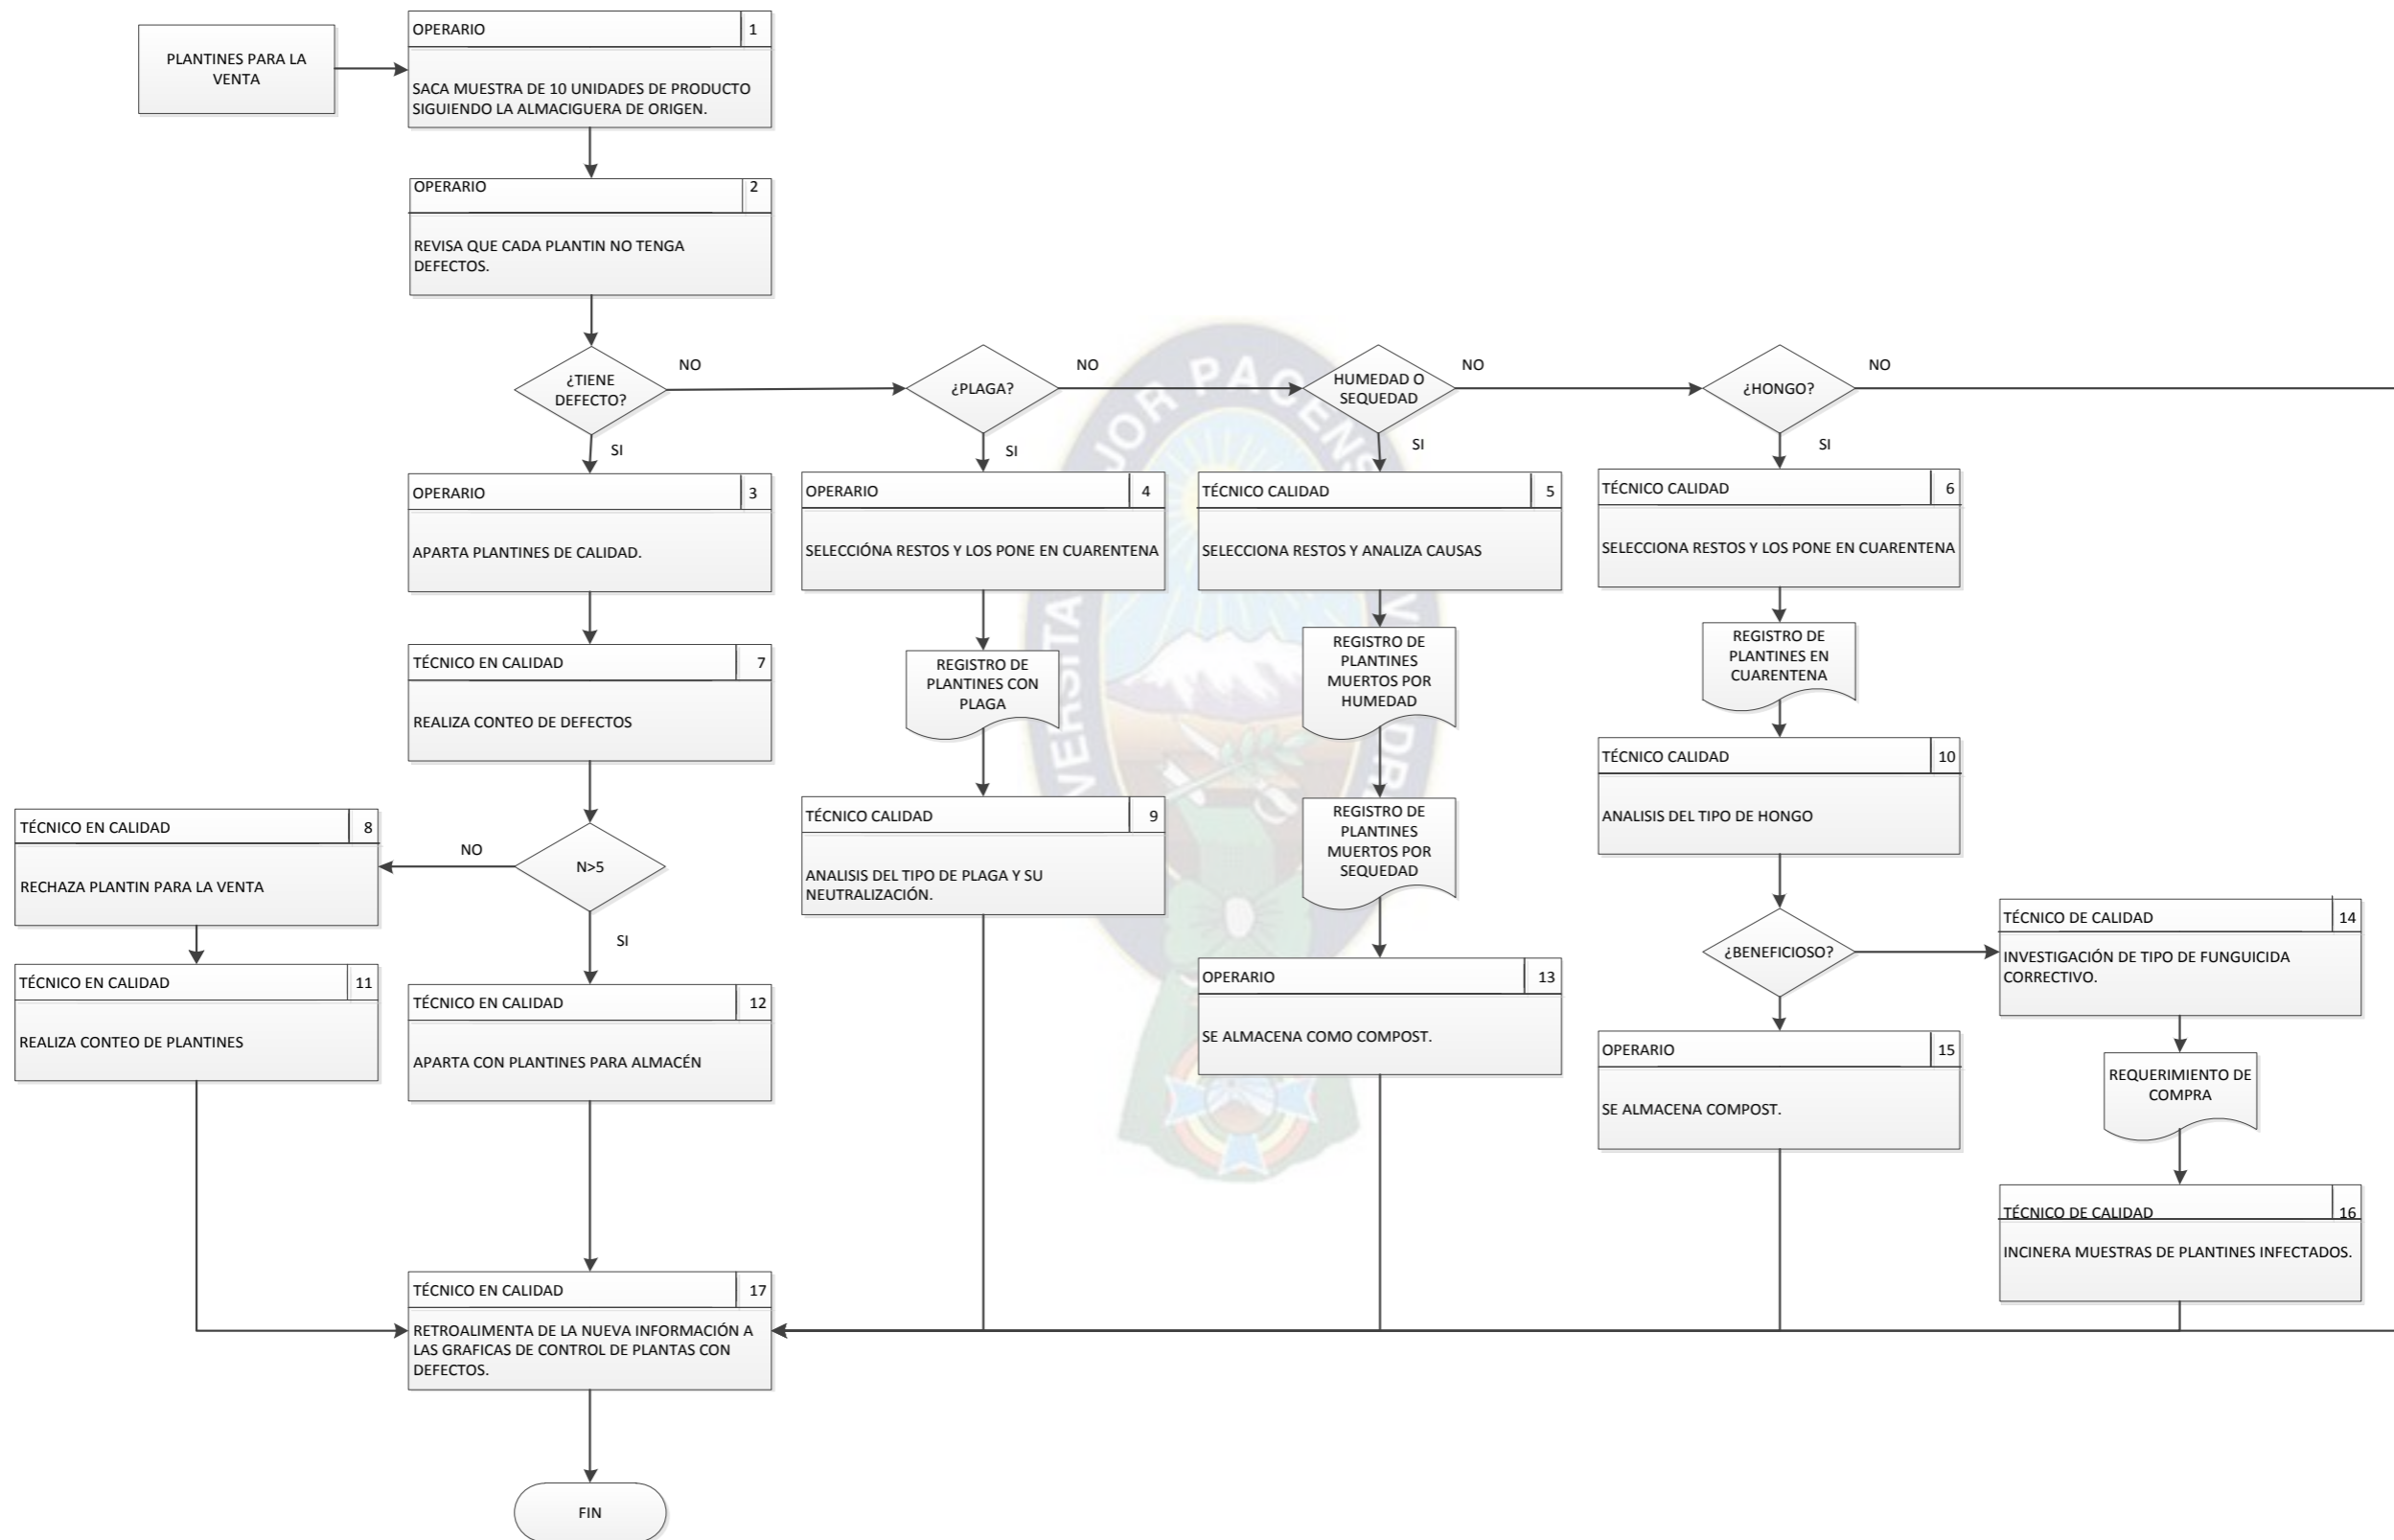 PLANTINES PARA LA
VENTA
OPERARIO 1
SACA MUESTRA DE 10 UNIDADES DE PRODUCTO
SIGUIENDO LA ALMACIGUERA DE ORIGEN.
OPERARIO 2
REVISA QUE CADA PLANTIN NO TENGA
DEFECTOS.
¿TIENE
DEFECTO?
NO
SI
¿PLAGA?
NO
SI
HUMEDAD O
SEQUEDAD
NO
SI
¿HONGO?
NO
SI
OPERARIO 3
APARTA PLANTINES DE CALIDAD.
OPERARIO 4
SELECCIÓNA RESTOS Y LOS PONE EN CUARENTENA
TÉCNICO CALIDAD 5
SELECCIONA RESTOS Y ANALIZA CAUSAS
TÉCNICO CALIDAD 6
SELECCIONA RESTOS Y LOS PONE EN CUARENTENA
TÉCNICO EN CALIDAD 7
REALIZA CONTEO DE DEFECTOS
REGISTRO DE
PLANTINES CON
PLAGA
REGISTRO DE
PLANTINES
MUERTOS POR
HUMEDAD
REGISTRO DE
PLANTINES EN
CUARENTENA
TÉCNICO EN CALIDAD 8
RECHAZA PLANTIN PARA LA VENTA
NO
N>5
SI
TÉCNICO CALIDAD 9
ANALISIS DEL TIPO DE PLAGA Y SU
NEUTRALIZACIÓN.
REGISTRO DE
PLANTINES
MUERTOS POR
SEQUEDAD
TÉCNICO CALIDAD 10
ANALISIS DEL TIPO DE HONGO
¿BENEFICIOSO?
TÉCNICO DE CALIDAD 14
INVESTIGACIÓN DE TIPO DE FUNGUICIDA
CORRECTIVO.
TÉCNICO EN CALIDAD 11
REALIZA CONTEO DE PLANTINES
TÉCNICO EN CALIDAD 12
APARTA CON PLANTINES PARA ALMACÉN
OPERARIO 13
SE ALMACENA COMO COMPOST.
OPERARIO 15
SE ALMACENA COMPOST.
REQUERIMIENTO DE
COMPRA
TÉCNICO DE CALIDAD 16
INCINERA MUESTRAS DE PLANTINES INFECTADOS.
TÉCNICO EN CALIDAD 17
RETROALIMENTA DE LA NUEVA INFORMACIÓN A
LAS GRAFICAS DE CONTROL DE PLANTAS CON
DEFECTOS.
FIN